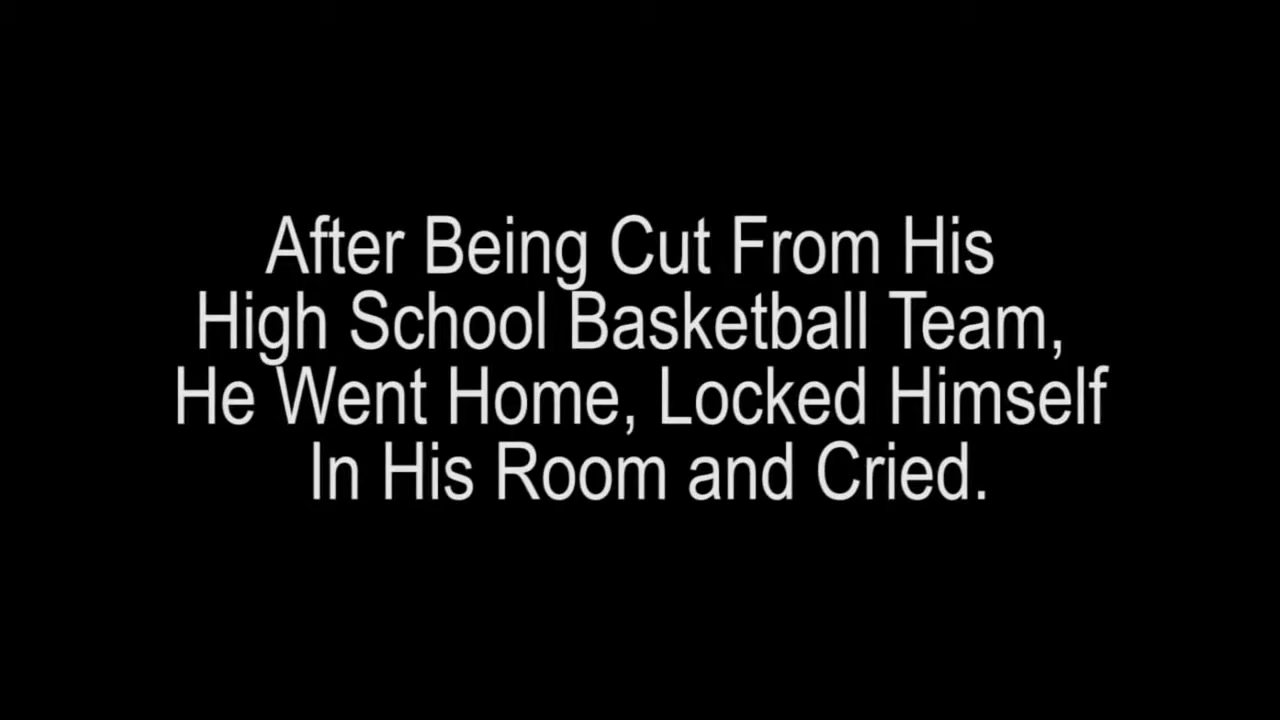 After Being Cut From His
High School Basketball Team,
He Went Home, Locked Himself
In His Room and Cried.